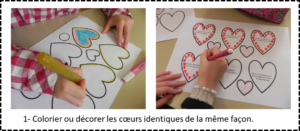 1- Colorier ou décorer les cœurs identiques de la même façon.